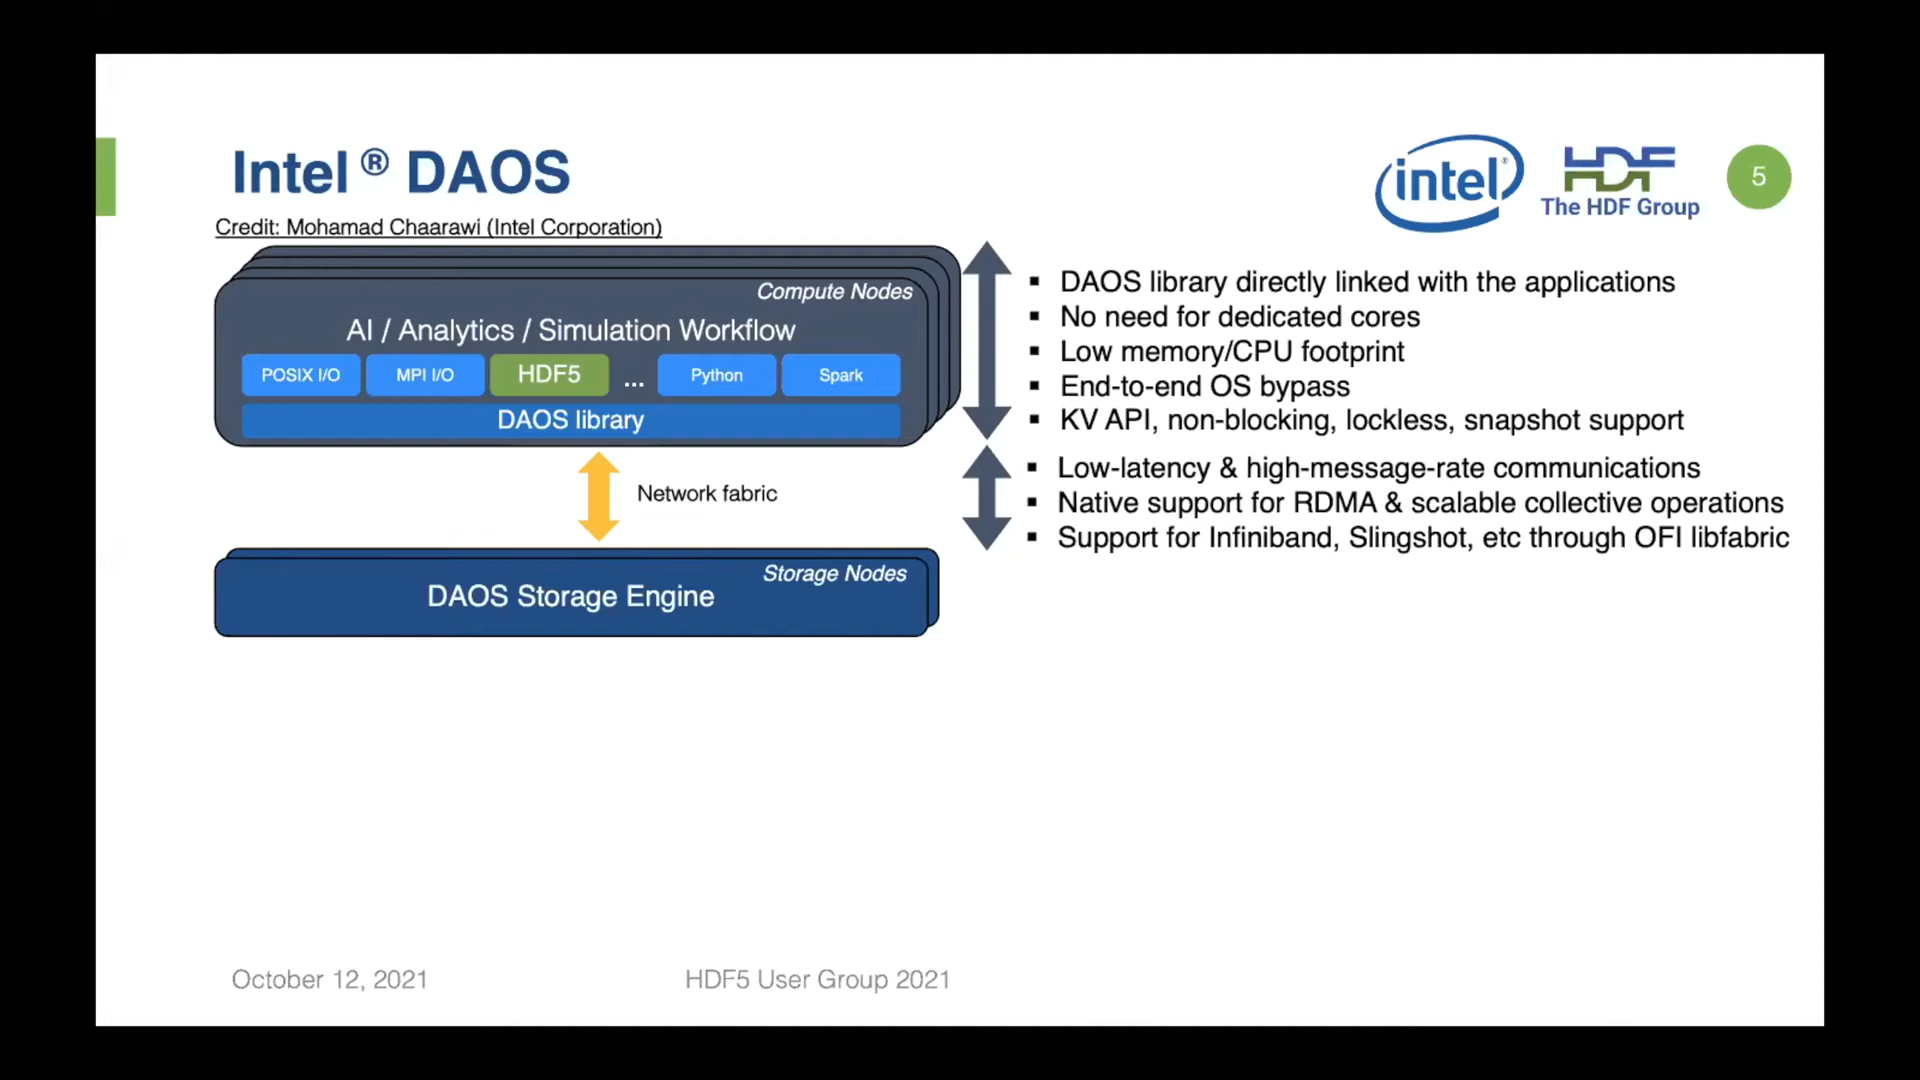 Intel ® DAOS
intel®
HDF
The HDF Group
5
Credit: Mohamad Chaarawi (Intel Corporation)
Compute Nodes
AI / Analytics / Simulation Workflow
POSIX I/O
MPI I/O
HDF5
...
Python
Spark
DAOS library
Network fabric
Storage Nodes
DAOS Storage Engine
▪ DAOS library directly linked with the applications
▪ No need for dedicated cores
▪ Low memory/CPU footprint
▪ End-to-end OS bypass
▪ KV API, non-blocking, lockless, snapshot support
▪ Low-latency & high-message-rate communications
▪ Native support for RDMA & scalable collective operations
▪ Support for Infiniband, Slingshot, etc through OFI libfabric
October 12, 2021
HDF5 User Group 2021